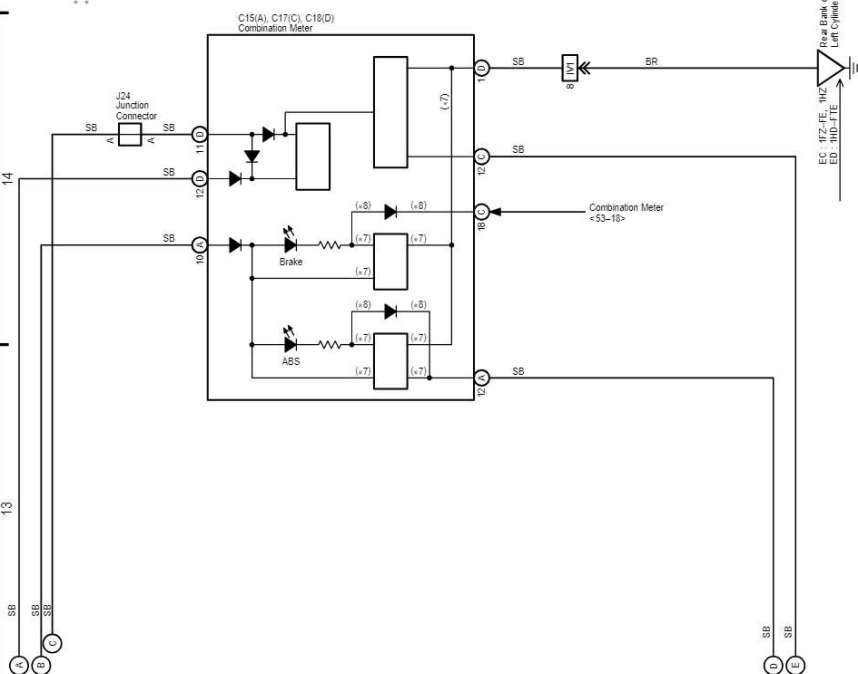 C15(A), C17(C), C18(D)
Combination Meter
J24
Junction
Connector
SB
A
A
SB
11
D
SB
12
D
SB
10
A
14
13
1
D
SB
8
IV1
BR
(*7)
12
C
SB
18
C
Combination Meter
<53–18>
(*8)
(*8)
(*7)
(*7)
(*7)
Brake
(*8)
(*8)
(*7)
(*7)
(*7)
(*7)
ABS
12
A
SB
Rear Bank
Left Cylinde
EC : 1FZ–FE, 1HZ
ED : 1HD–FTE
SB
SB
SB
A
B
C
SB
SB
D
E